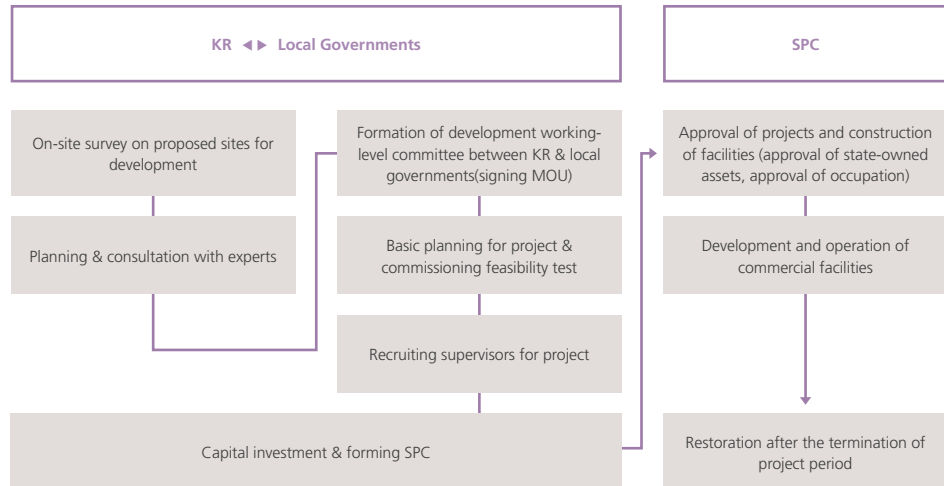 KR ◄► Local Governments
SPC
On-site survey on proposed sites for
development
Planning & consultation with experts
Formation of development working-
level committee between KR & local
governments(signing MOU)
Basic planning for project &
commissioning feasibility test
Recruiting supervisors for project
Capital investment & forming SPC
Approval of projects and construction
of facilities (approval of state-owned
assets, approval of occupation)
Development and operation of
commercial facilities
Restoration after the termination of
project period